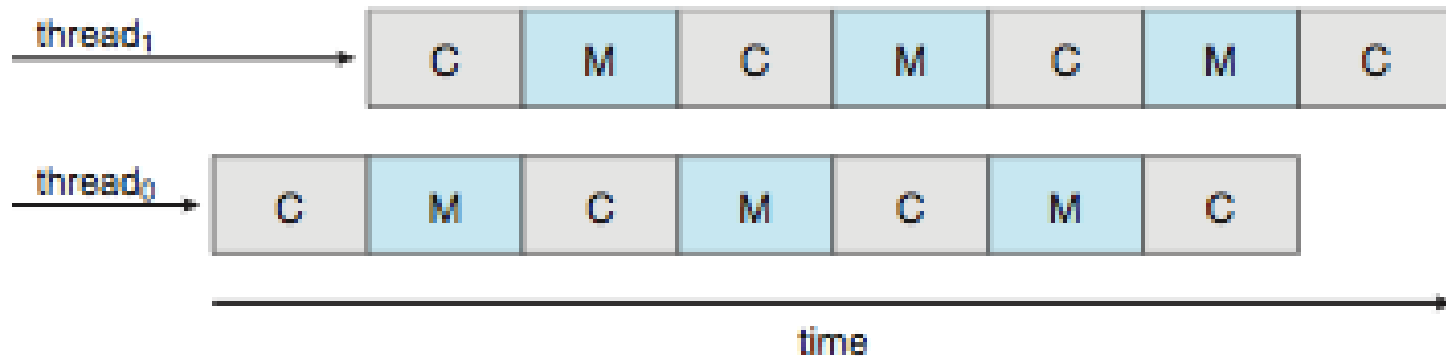 thread₁ C M C M C M C
thread₀ C M C M C M C
time